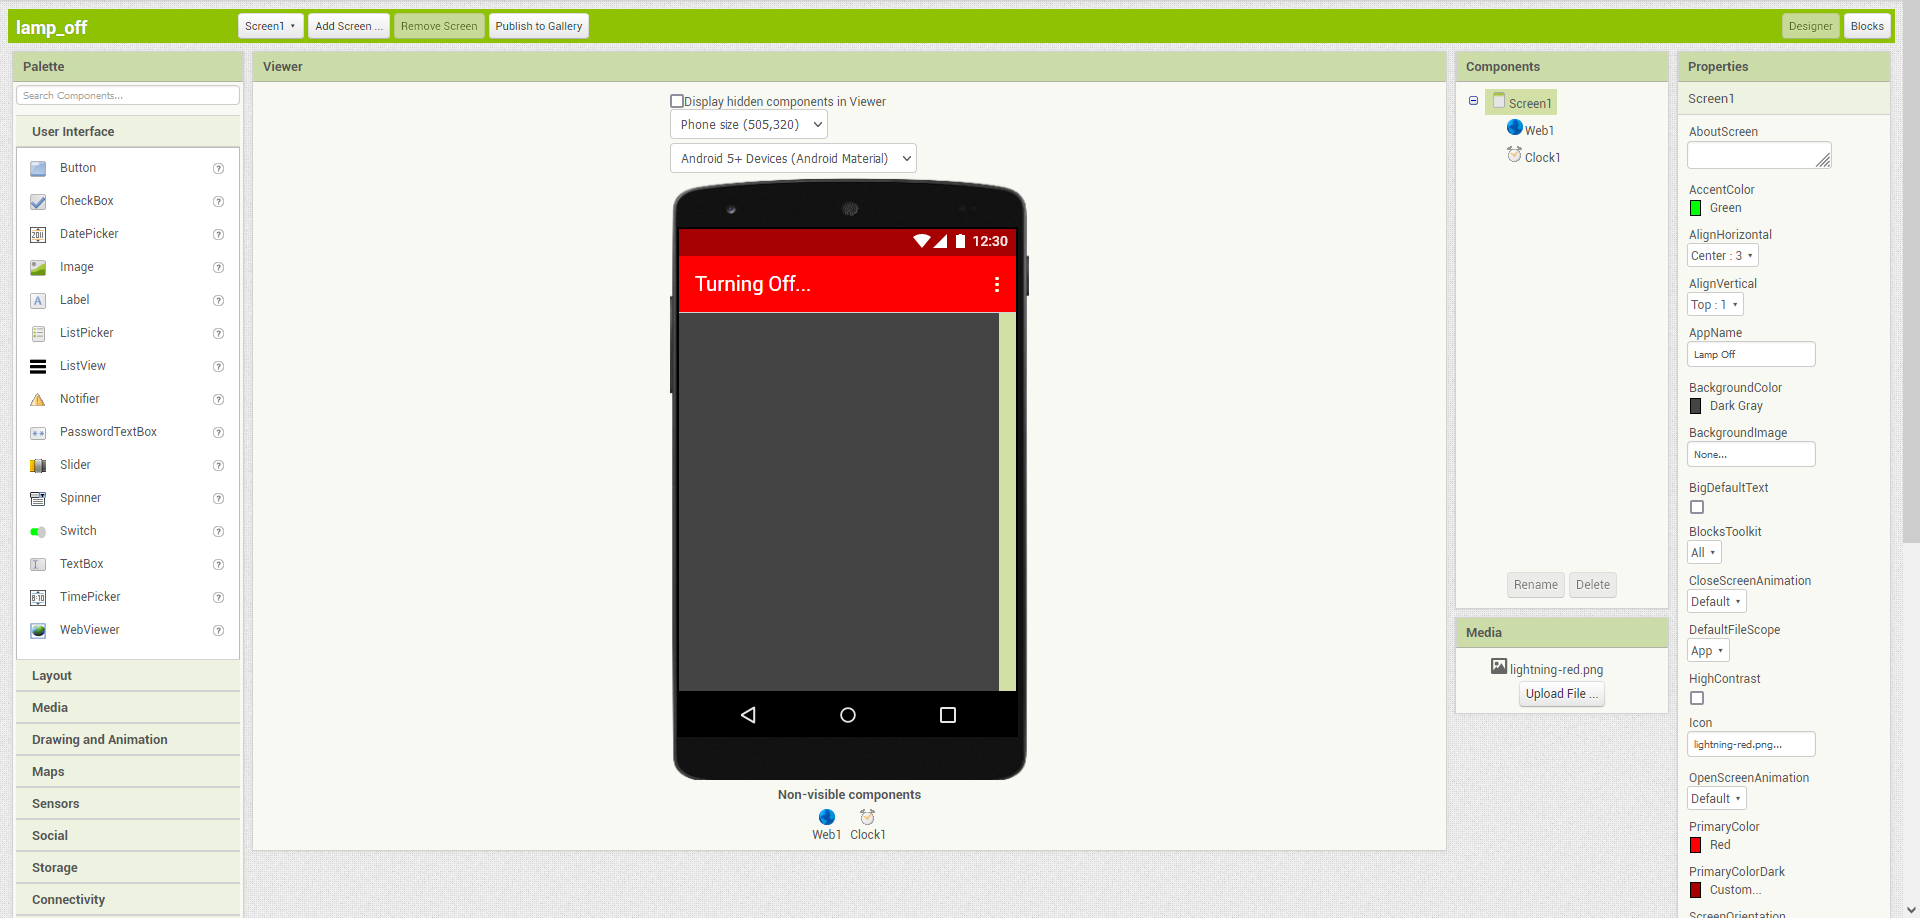 lamp_off
Screen1
Add Screen ...
Remove Screen
Publish to Gallery
Designer
Blocks
Palette
Search Components...
User Interface
Button
CheckBox
DatePicker
Image
Label
ListPicker
ListView
Notifier
PasswordTextBox
Slider
Spinner
Switch
TextBox
TimePicker
WebViewer
Layout
Media
Drawing and Animation
Maps
Sensors
Social
Storage
Connectivity
Viewer
Display hidden components in Viewer
Phone size (505,320)
Android 5+ Devices (Android Material)
12:30
Turning Off...
Non-visible components
Web1
Clock1
Components
Screen1
Web1
Clock1
Rename
Delete
Media
lightning-red.png
Upload File ...
Properties
Screen1
AboutScreen
AccentColor
Green
AlignHorizontal
Center : 3
AlignVertical
Top : 1
AppName
Lamp Off
BackgroundColor
Dark Gray
BackgroundImage
None...
BigDefaultText
BlocksToolkit
All
CloseScreenAnimation
Default
DefaultFileScope
App
HighContrast
Icon
lightning-red.png...
OpenScreenAnimation
Default
PrimaryColor
Red
PrimaryColorDark
Custom...
ScreenOrientation